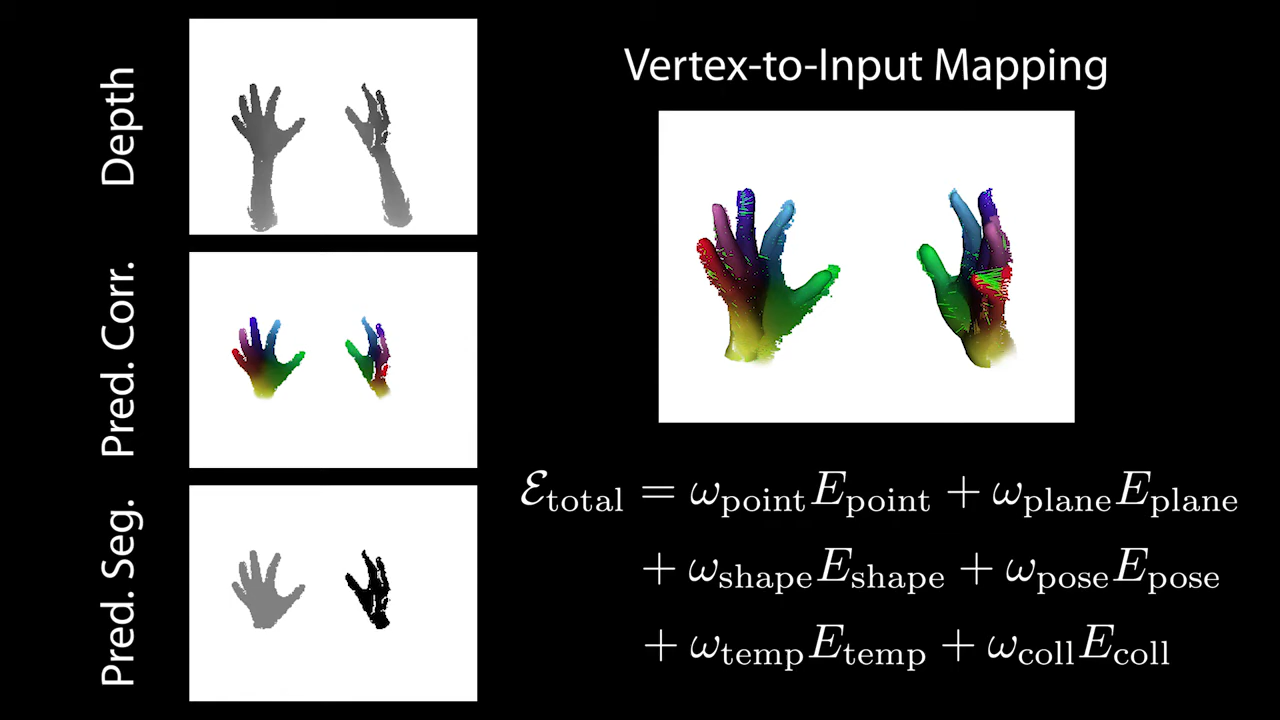 Depth
Pred. Corr.
Pred. Seg.
Vertex-to-Input Mapping
ℰ_total = ω_point E_point + ω_plane E_plane
+ ω_shape E_shape + ω_pose E_pose
+ ω_temp E_temp + ω_coll E_coll